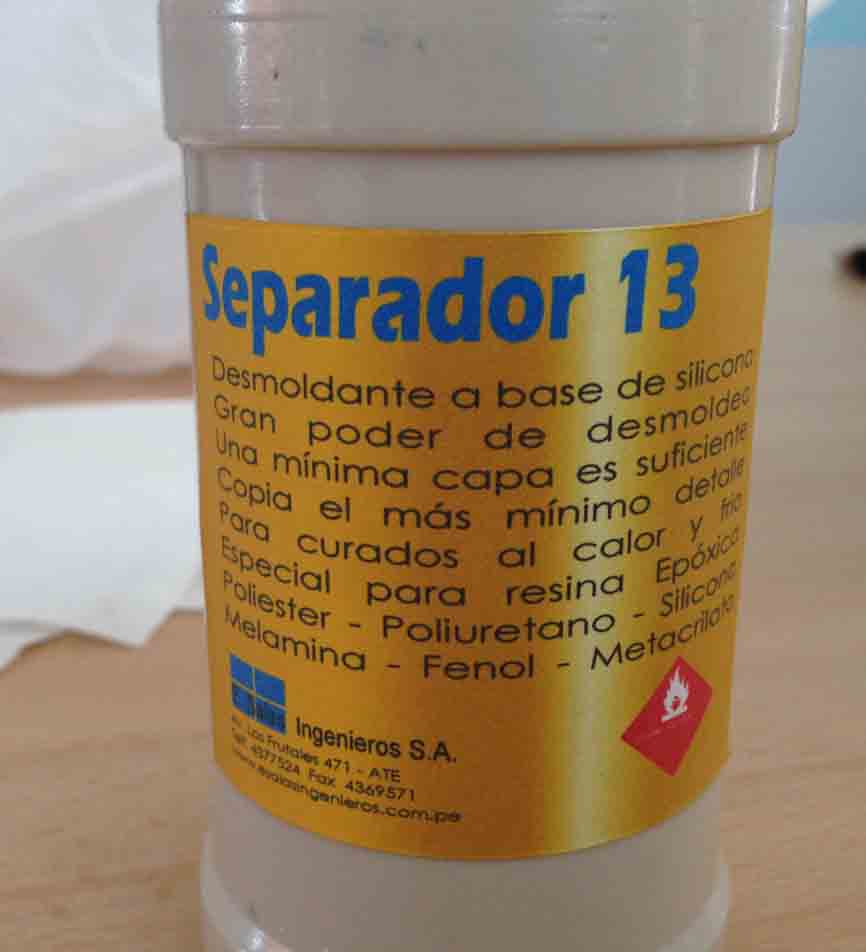 Separador 13
Desmoldante a base de silicona
Gran poder de desmoldeo
Una mínima capa es suficiente
Copia el más mínimo detalle
Para curados al calor y frio
Especial para resina Epóxica
Poliester - Poliuretano - Silicona
Melamina - Fenol - Metacrilato
Ingenieros S.A.
Av. Los Frutales 471 - ATE
Telf. 4377524 Fax 4369571